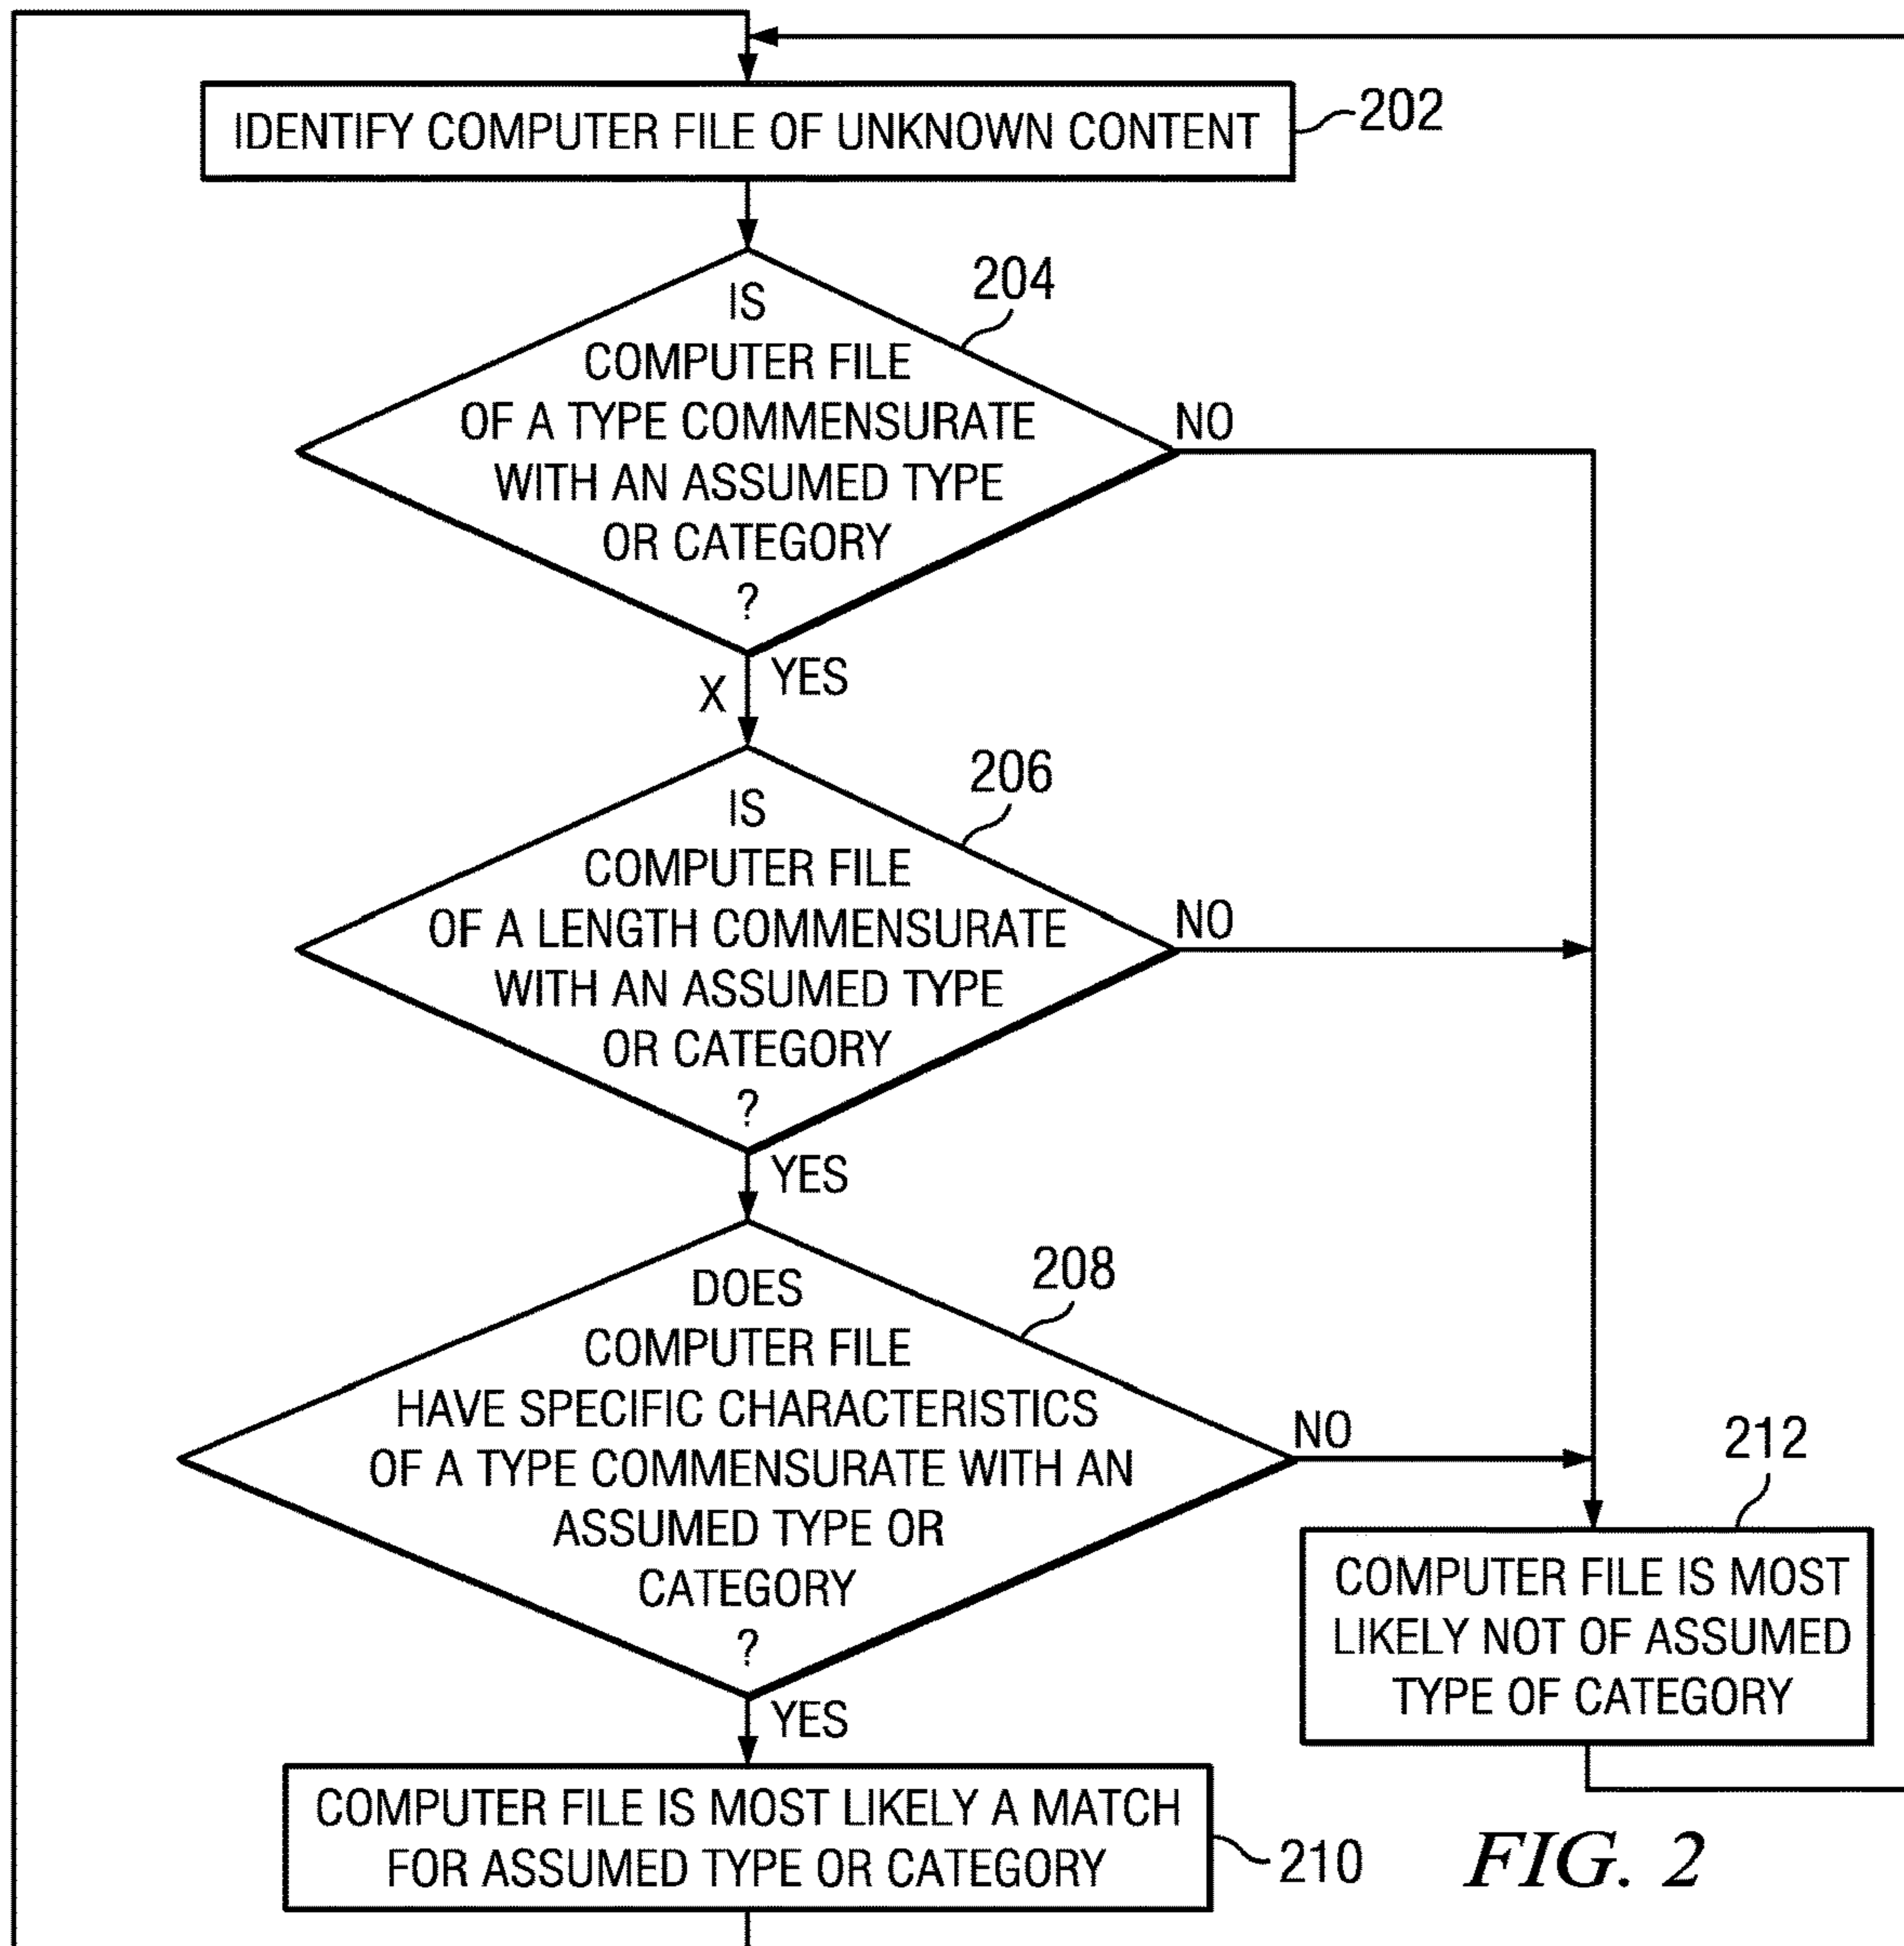 IDENTIFY COMPUTER FILE OF UNKNOWN CONTENT
202
204
IS
COMPUTER FILE
OF A TYPE COMMENSURATE
WITH AN ASSUMED TYPE
OR CATEGORY
?
NO
X
YES
206
IS
COMPUTER FILE
OF A LENGTH COMMENSURATE
WITH AN ASSUMED TYPE
OR CATEGORY
?
NO
YES
208
DOES
COMPUTER FILE
HAVE SPECIFIC CHARACTERISTICS
OF A TYPE COMMENSURATE WITH AN
ASSUMED TYPE OR
CATEGORY
?
NO
YES
212
COMPUTER FILE IS MOST
LIKELY NOT OF ASSUMED
TYPE OF CATEGORY
COMPUTER FILE IS MOST LIKELY A MATCH
FOR ASSUMED TYPE OR CATEGORY
210
FIG. 2